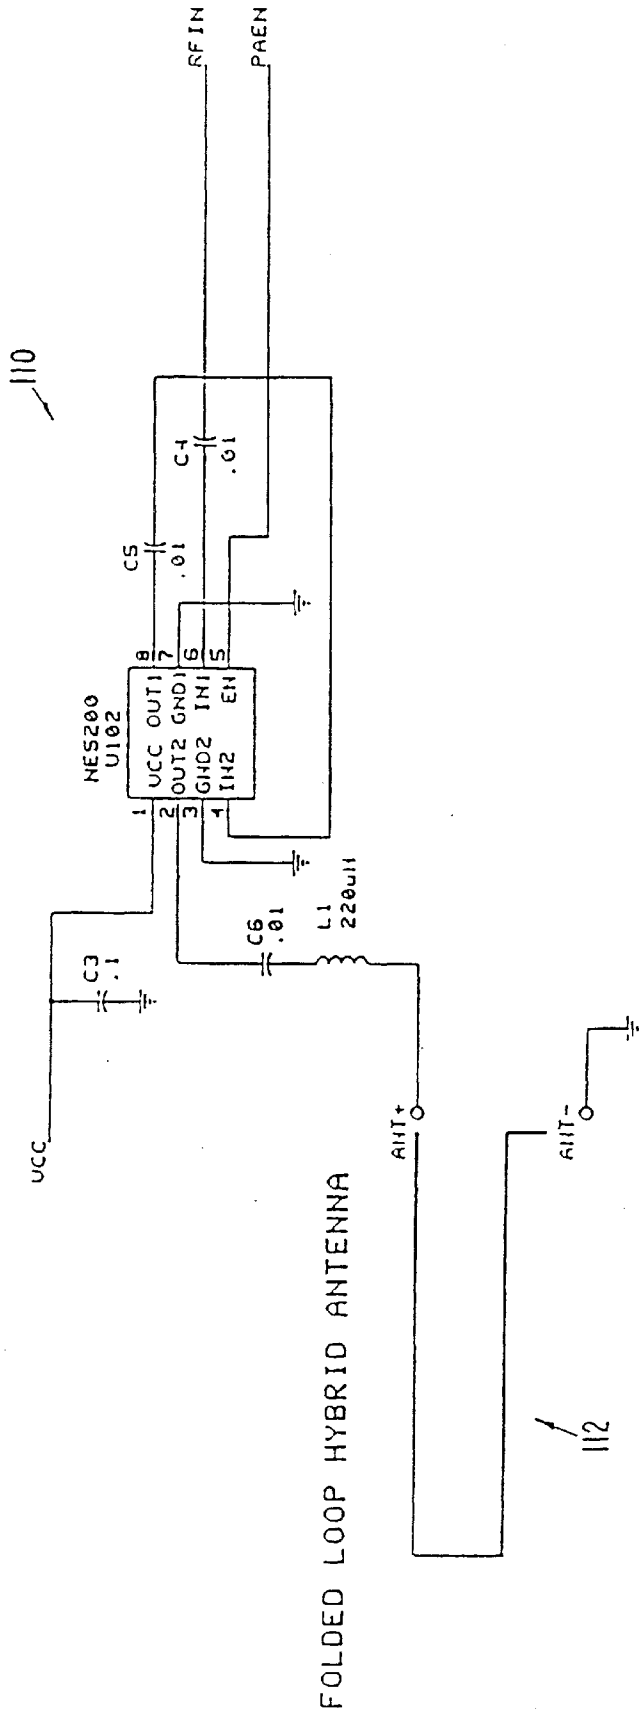 110
RFIN
PAEN
C5
.01
C4
.01
NE5200
U102
1 VCC OUT1 8
2 OUT2 GND1 7
3 GND2 IN1 6
4 IN2 EN 5
VCC
C3
.1
C6
.01
L1
220uH
ANT+
ANT-
FOLDED LOOP HYBRID ANTENNA
112